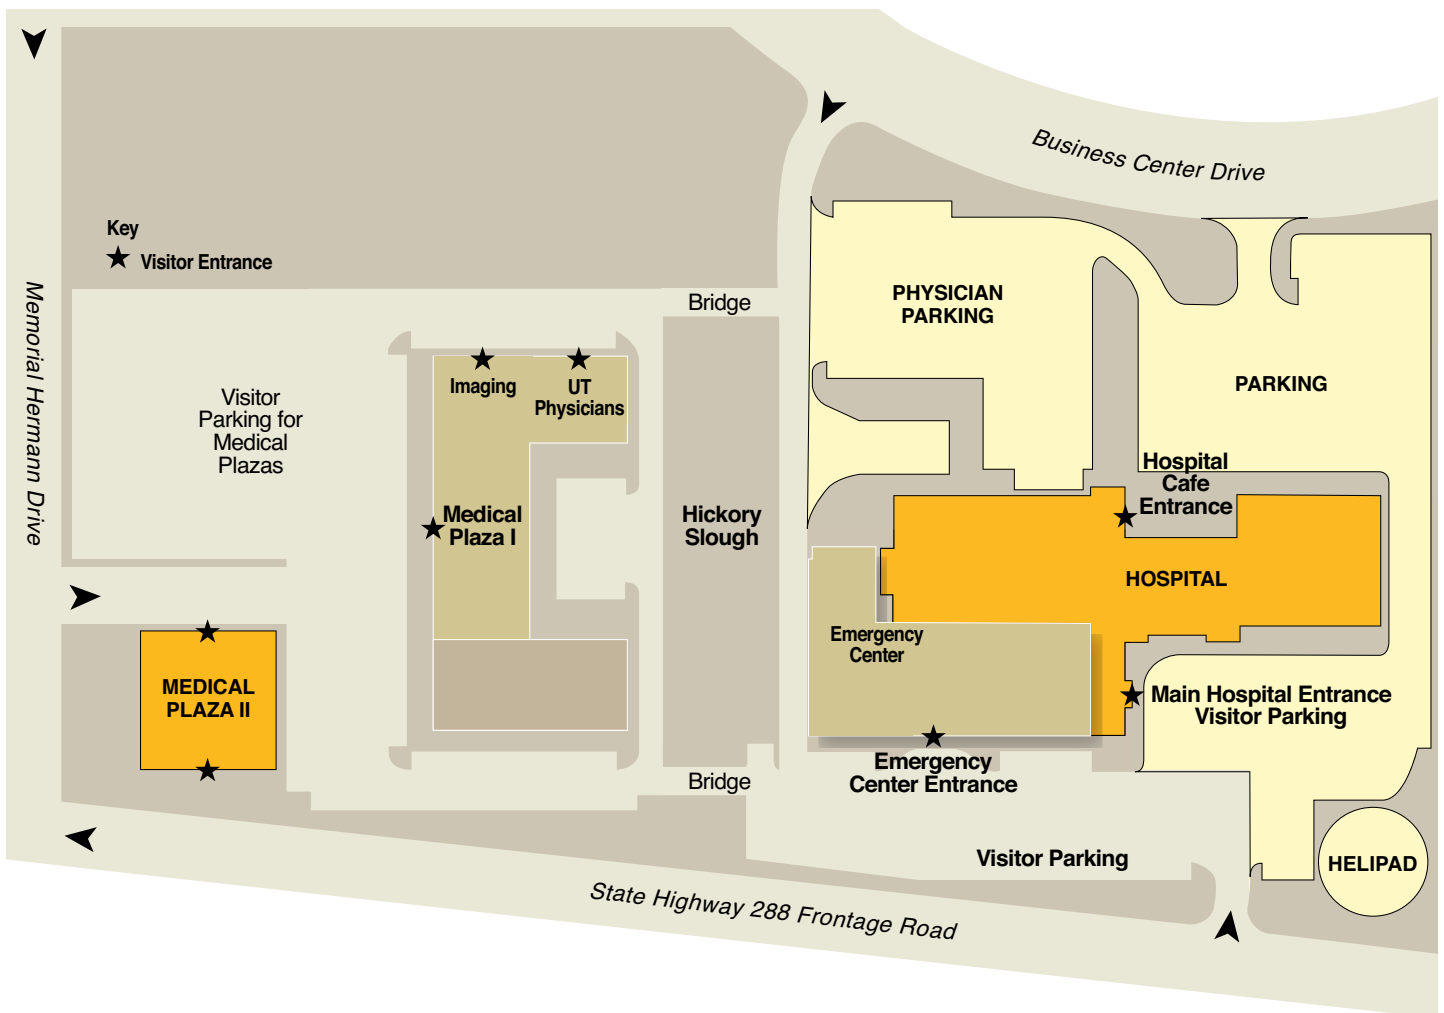 Business Center Drive
Key
Visitor Entrance
Memorial Hermann Drive
Bridge
PHYSICIAN
PARKING
PARKING
Imaging
UT
Physicians
Visitor
Parking for
Medical
Plazas
Hospital
Cafe
Entrance
Medical
Plaza I
Hickory
Slough
HOSPITAL
Emergency
Center
MEDICAL
PLAZA II
Main Hospital Entrance
Visitor Parking
Emergency
Center Entrance
Bridge
Visitor Parking
HELIPAD
State Highway 288 Frontage Road